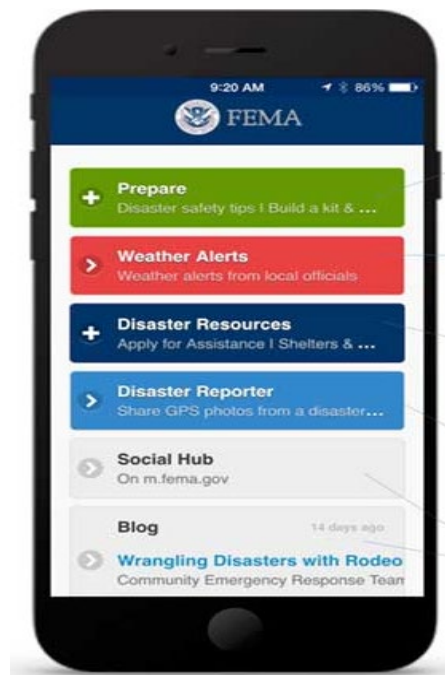 9:20 AM 86%
FEMA
Prepare
Disaster safety tips | Build a kit & ...
Weather Alerts
Weather alerts from local officials
Disaster Resources
Apply for Assistance | Shelters & ...
Disaster Reporter
Share GPS photos from a disaster...
Social Hub
On m.fema.gov
Blog 14 days ago
Wrangling Disasters with Rodeo
Community Emergency Response Team